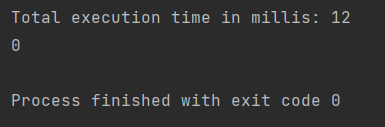 Total execution time in millis: 12
0
Process finished with exit code 0